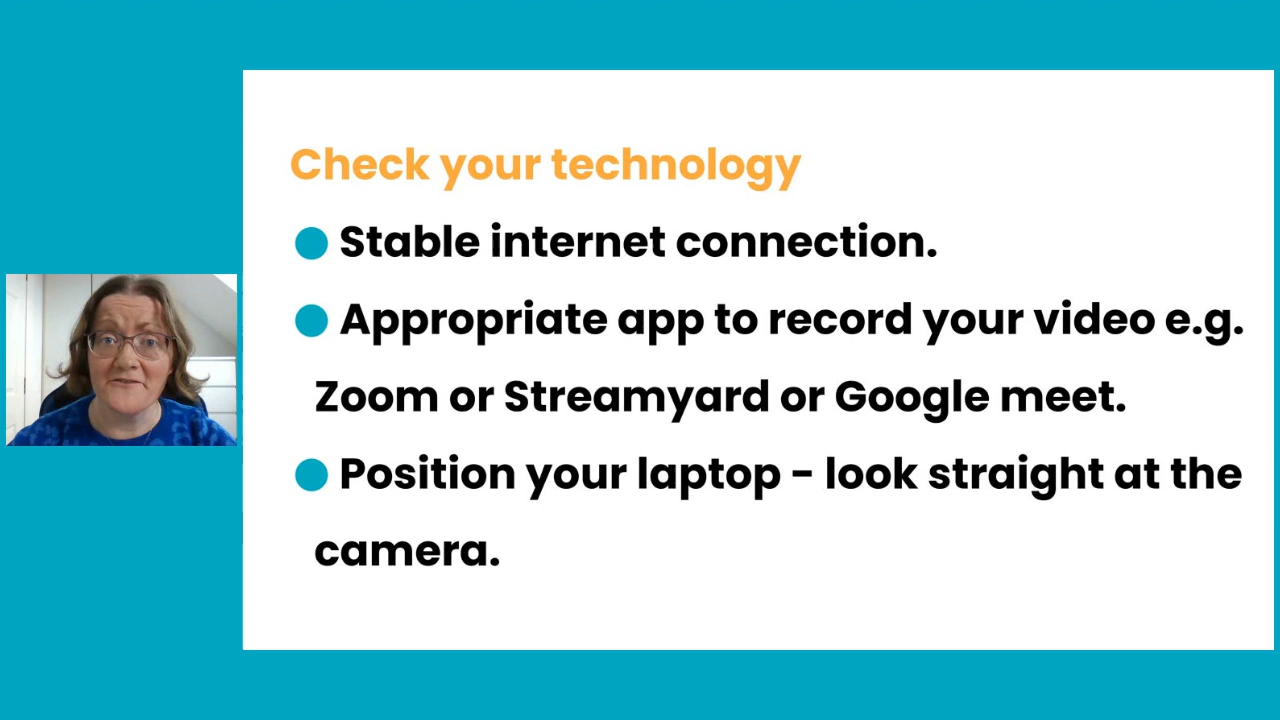 Check your technology
● Stable internet connection.
● Appropriate app to record your video e.g.
Zoom or Streamyard or Google meet.
● Position your laptop - look straight at the
camera.